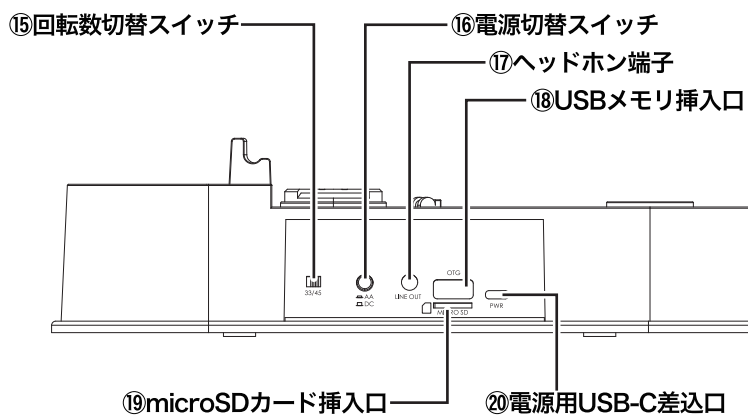 ⑮回転数切替スイッチ
⑯電源切替スイッチ
⑰ヘッドホン端子
⑱USBメモリ挿入口
OTG
33/45
AA
DC
LINE OUT
MICRO SD
PWR
⑲microSDカード挿入口
⑳電源用USB-C差込口